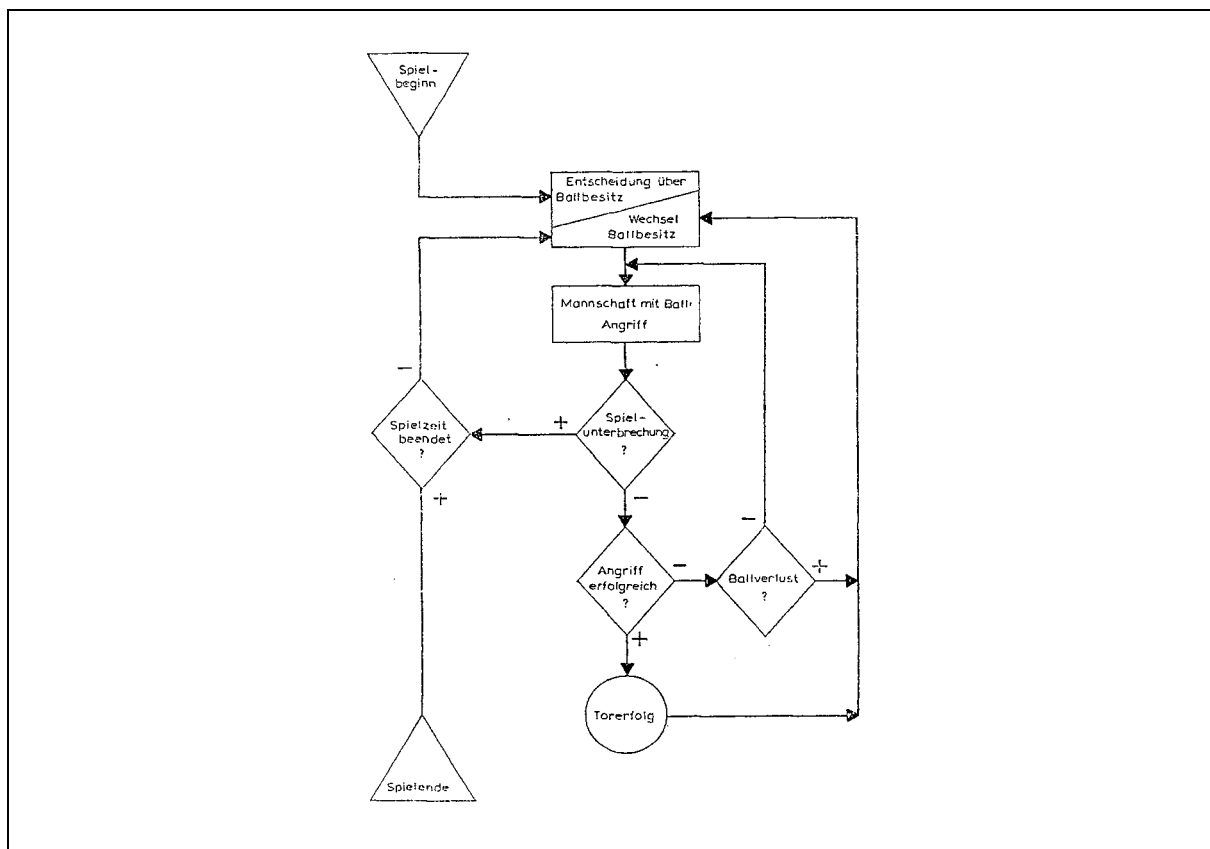 Spiel-
beginn
Entscheidung über
Ballbesitz
Wechsel
Ballbesitz
Mannschaft mit Ball:
Angriff
-
+
Spielzeit
beendet
?
Spiel-
unterbrechung
?
+
-
Angriff
erfolgreich
?
-
-
Ballverlust
?
+
+
Torerfolg
Spielende